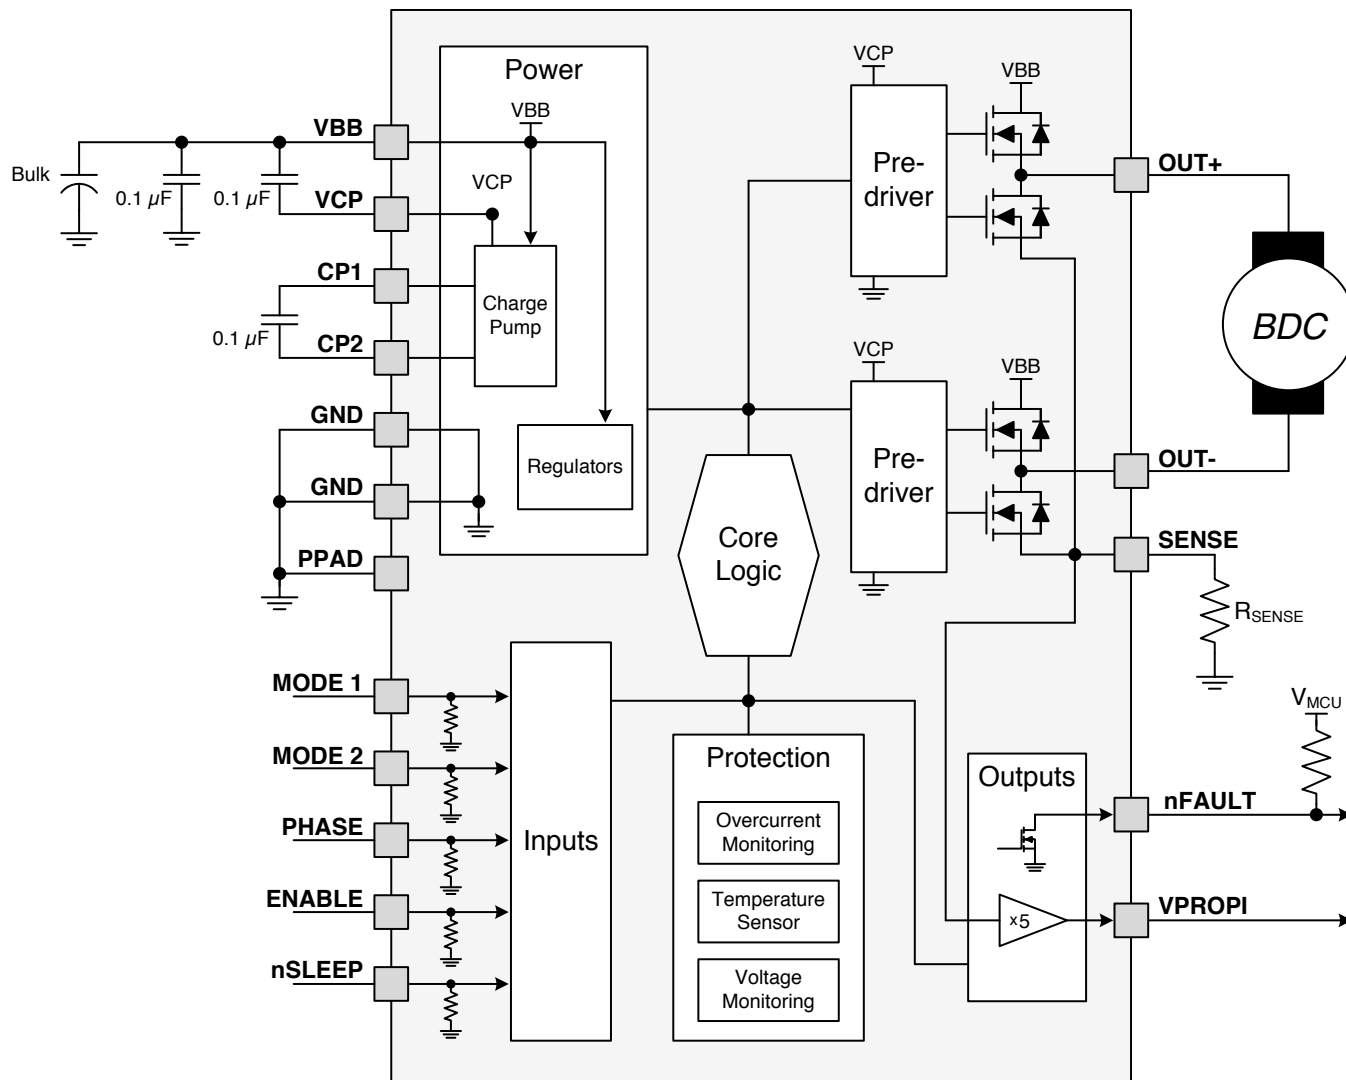 Power
VBB
VCP
Charge
Pump
Regulators
VBB
VCP
CP1
CP2
GND
GND
PPAD
Bulk
0.1 µF
0.1 µF
0.1 µF
MODE 1
MODE 2
PHASE
ENABLE
nSLEEP
Inputs
Core
Logic
Protection
Overcurrent
Monitoring
Temperature
Sensor
Voltage
Monitoring
VCP
Pre-
driver
VBB
VCP
Pre-
driver
VBB
Outputs
x5
OUT+
BDC
OUT-
SENSE
RSENSE
VMCU
nFAULT
VPROPI